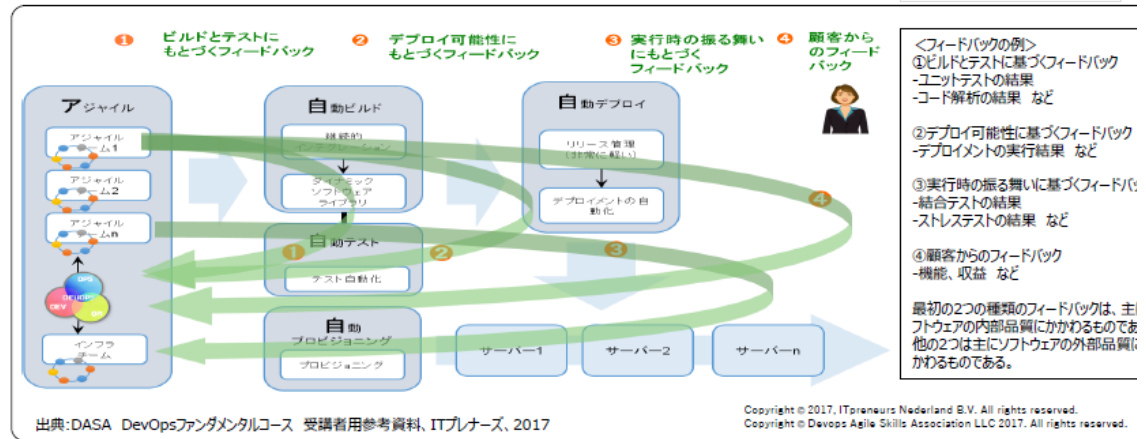 ① ビルドとテストに
もとづくフィードバック
② デプロイ可能性に
もとづくフィードバック
③ 実行時の振る舞い
にもとづく
フィードバック
④ 顧客から
のフィード
バック
アジャイル
アジャイル
ーム1
アジャイル
ーム2
アジャイル
ームn
OPS
DEVOPS
DEV
QA
インフラ
チーム
自動ビルド
継続的
インテグレーション
ダイナミック
ソフトウェア
ライブラリ
自動テスト
テスト自動化
自動
プロビジョニング
プロビジョニング
自動デプロイ
リリース管理
(非常に軽い)
デプロイメントの自
動化
①
②
③
④
サーバー1
サーバー2
サーバーn
<フィードバックの例>
①ビルドとテストに基づくフィードバック
-ユニットテストの結果
-コード解析の結果 など
②デプロイ可能性に基づくフィードバック
-デプロイメントの実行結果 など
③実行時の振る舞いに基づくフィードバッ
-結合テストの結果
-ストレステストの結果 など
④顧客からのフィードバック
-機能、収益 など
最初の2つの種類のフィードバックは、主に
フトウェアの内部品質にかかわるものであ
他の2つは主にソフトウェアの外部品質に
かわるものである。
出典:DASA DevOpsファンダメンタルコース 受講者用参考資料、ITプレナーズ、2017
Copyright © 2017, ITpreneurs Nederland B.V. All rights reserved.
Copyright © Devops Agile Skills Association LLC 2017. All rights reserved.